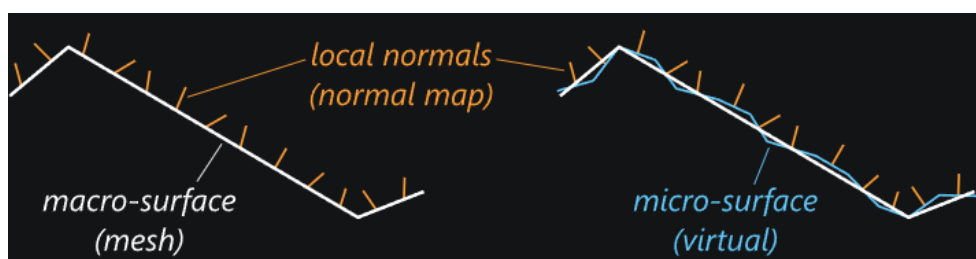 local normals
(normal map)
macro-surface
(mesh)
micro-surface
(virtual)